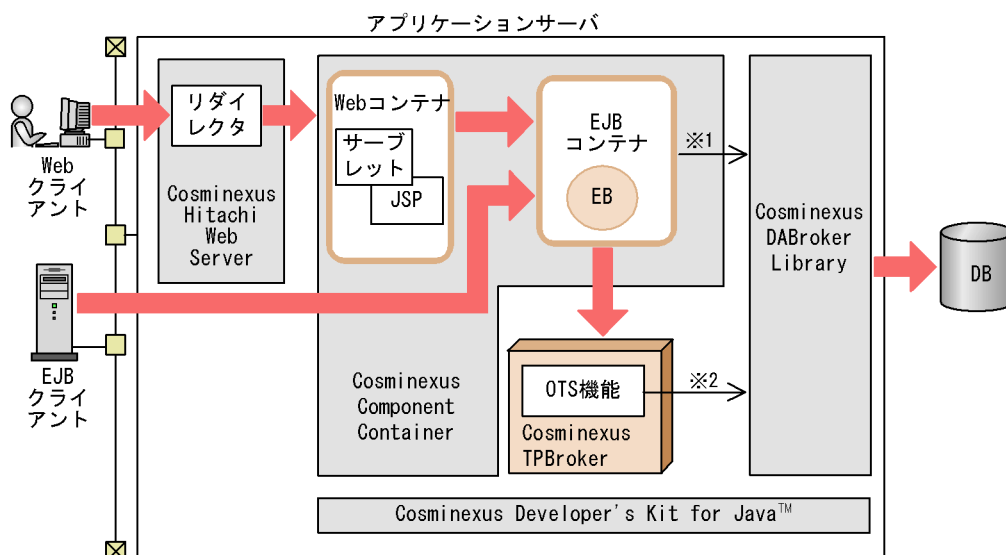 アプリケーションサーバ
リダイ
レクタ
Webコンテナ
サーブ
レット
JSP
EJB
コンテナ
EB
※1
Web
クライ
アント
Cosminexus
Hitachi
Web
Server
Cosminexus
DABroker
Library
DB
EJB
クライ
アント
Cosminexus
Component
Container
OTS機能
※2
Cosminexus
TPBroker
Cosminexus Developer's Kit for Java™